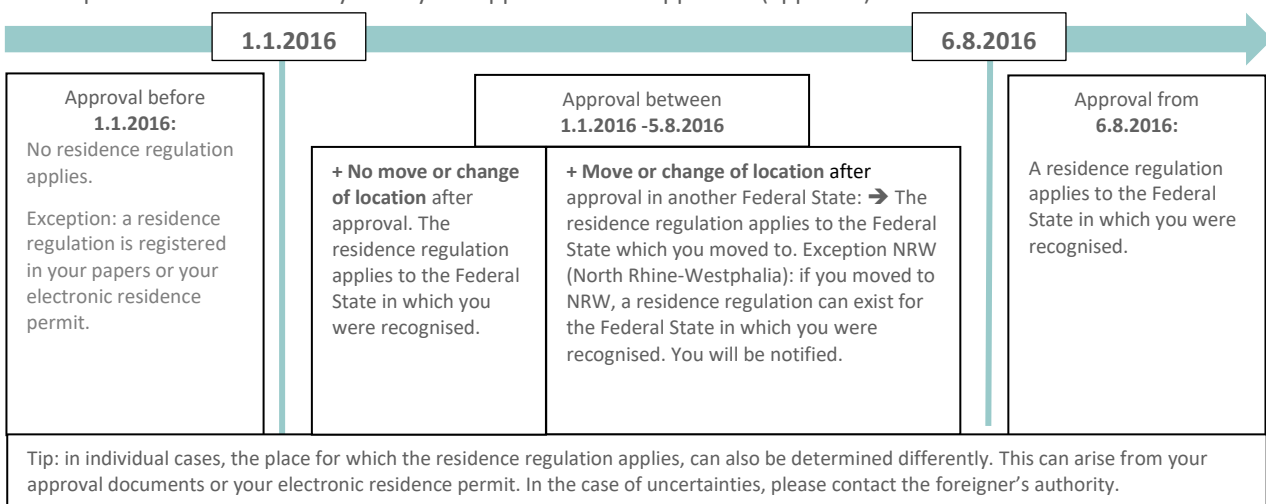 1.1.2016
6.8.2016
Approval before
1.1.2016:
No residence regulation
applies.
Exception: a residence
regulation is registered
in your papers or your
electronic residence
permit.
Approval between
1.1.2016 -5.8.2016
+ No move or change
of location after
approval. The
residence regulation
applies to the Federal
State in which you
were recognised.
+ Move or change of location after
approval in another Federal State: ➔ The
residence regulation applies to the Federal
State which you moved to. Exception NRW
(North Rhine-Westphalia): if you moved to
NRW, a residence regulation can exist for
the Federal State in which you were
recognised. You will be notified.
Approval from
6.8.2016:
A residence regulation
applies to the Federal
State in which you were
recognised.
Tip: in individual cases, the place for which the residence regulation applies, can also be determined differently. This can arise from your
approval documents or your electronic residence permit. In the case of uncertainties, please contact the foreigner’s authority.